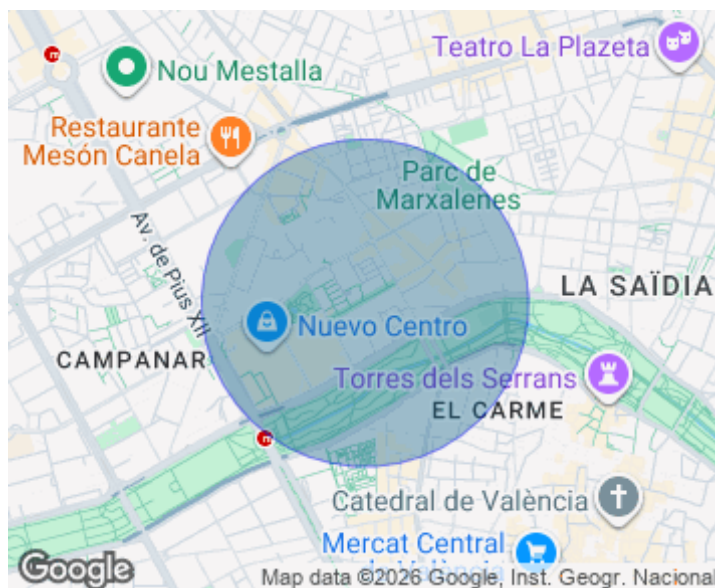 Teatro La Plazeta
Nou Mestalla
Restaurante
Mesón Canela
Parc de
Marxalenes
Av. de Pius XII
LA SAÏDIA
Nuevo Centro
CAMPANAR
Torres dels Serrans
EL CARME
Catedral de València
Mercat Central
de València
Google
Map data ©2026 Google, Inst. Geogr. Nacional